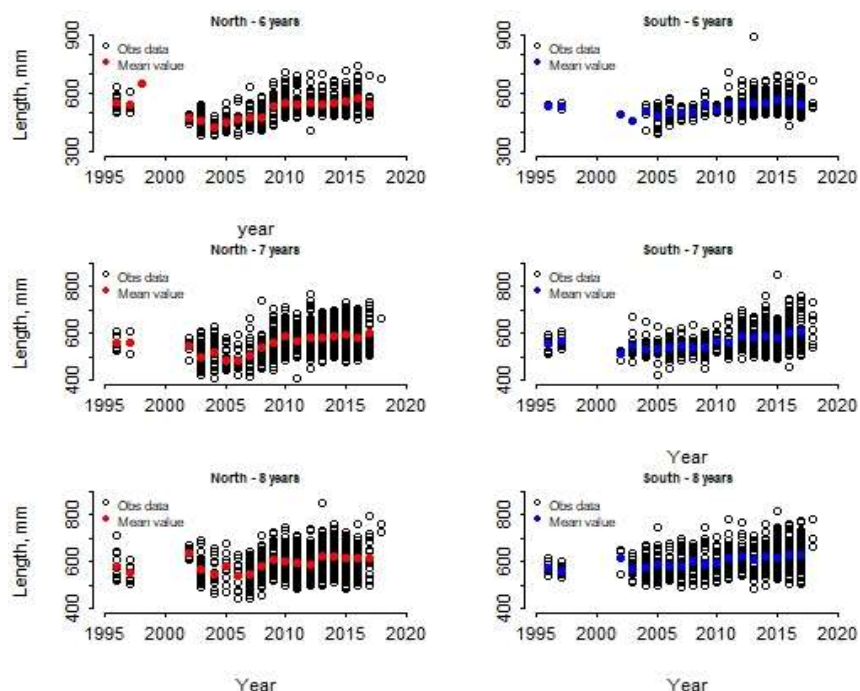 North - 6 years
Length, mm
900
600
300
Obs data
Mean value
1995 2000 2005 2010 2015 2020
year
South - 6 years
900
600
300
Obs data
Mean value
1995 2000 2005 2010 2015 2020
North - 7 years
Length, mm
800
600
400
Obs data
Mean value
1995 2000 2005 2010 2015 2020
South - 7 years
800
600
400
Obs data
Mean value
1995 2000 2005 2010 2015 2020
Year
North - 8 years
Length, mm
800
600
400
Obs data
Mean value
1995 2000 2005 2010 2015 2020
Year
South - 8 years
800
600
400
Obs data
Mean value
1995 2000 2005 2010 2015 2020
Year